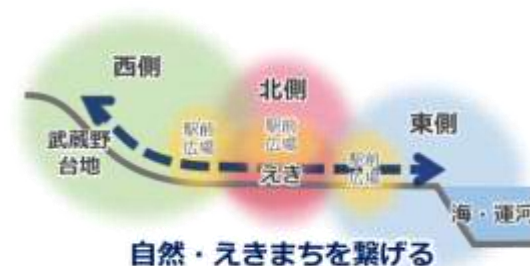 西側
北側
東側
武蔵野
台地
駅前
広場
駅前
広場
駅前
広場
えき
海・運河
自然・えきまちを繋げる